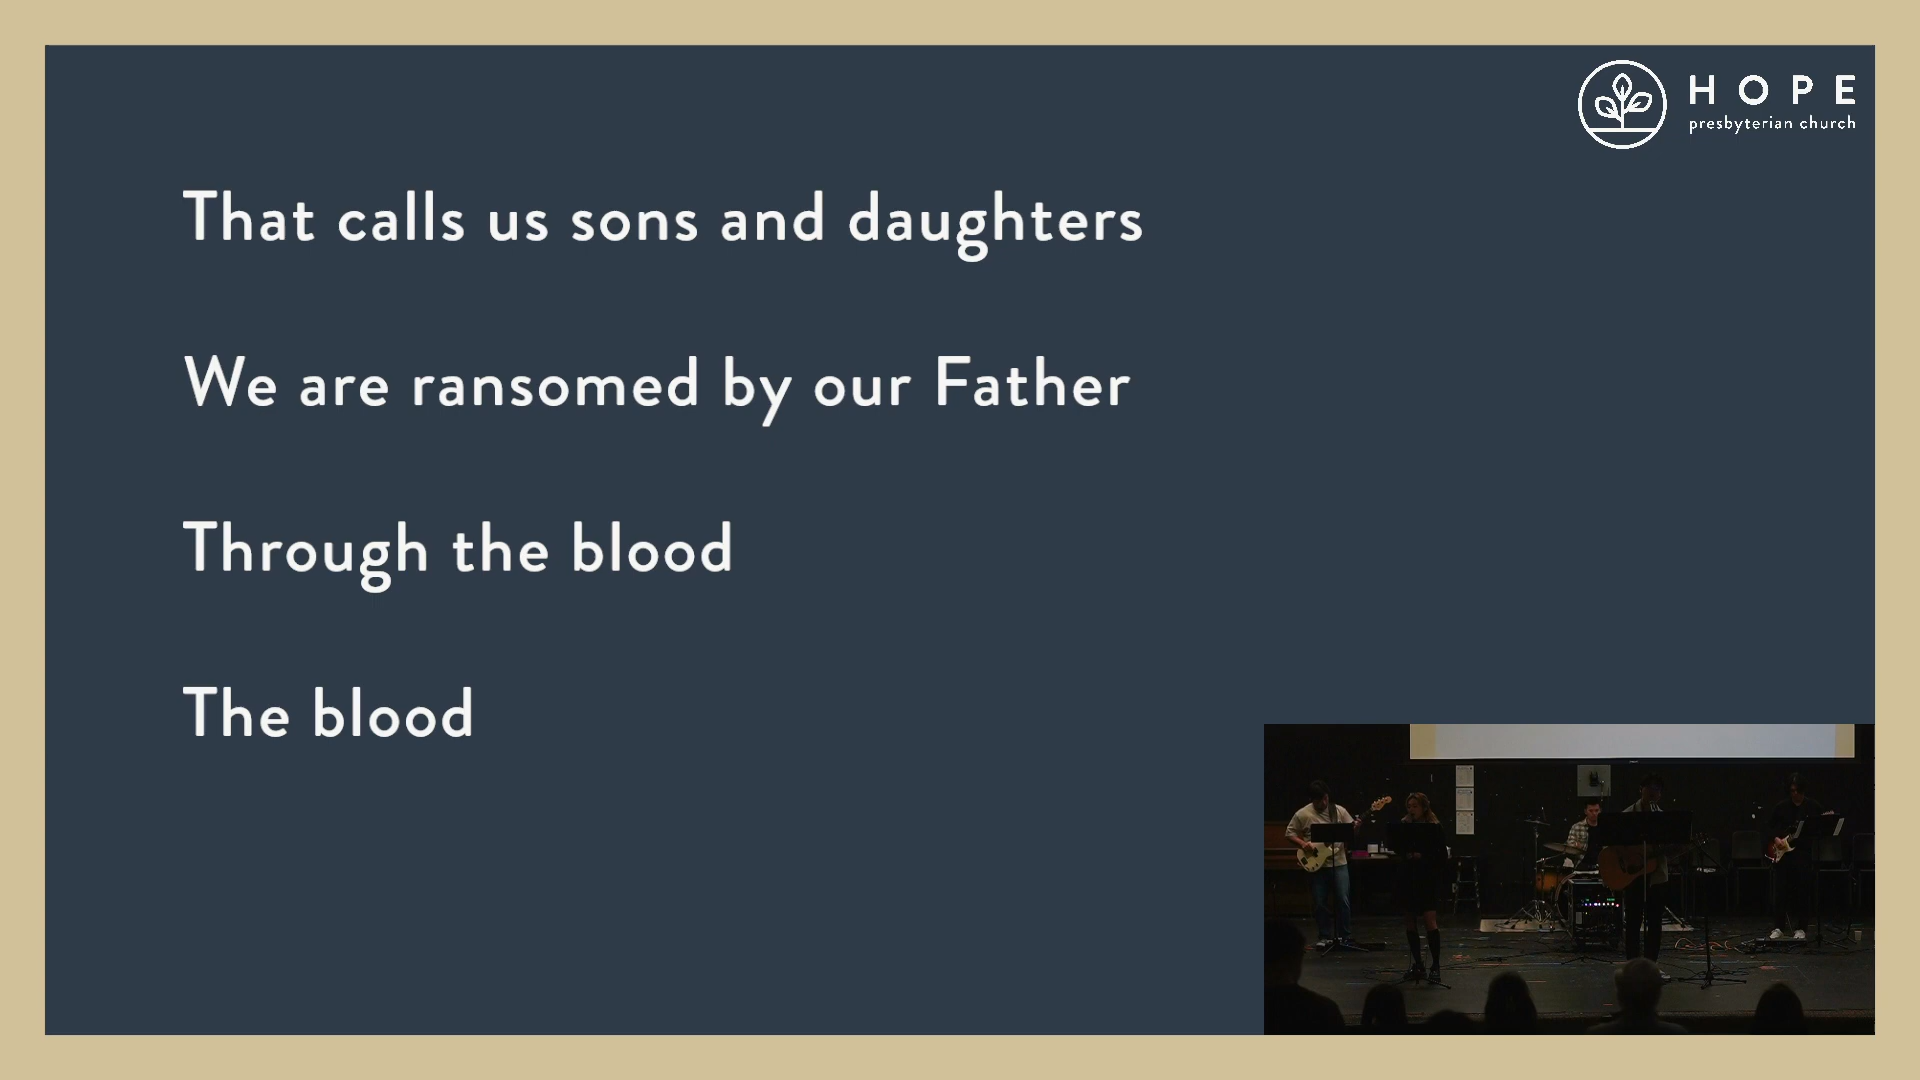 HOPE
presbyterian church
That calls us sons and daughters
We are ransomed by our Father
Through the blood
The blood